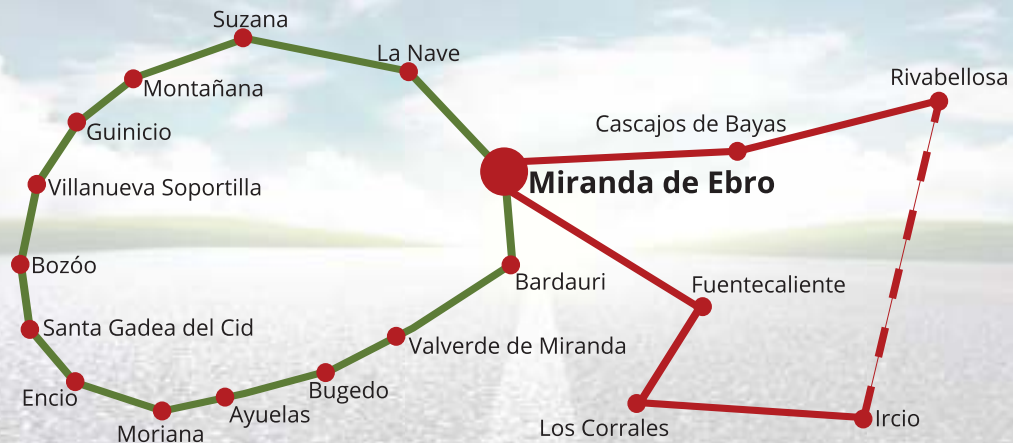 Suzana
La Nave
Montañana
Rivabellosa
Guinicio
Cascajos de Bayas
Villanueva Soportilla
Miranda de Ebro
Bozóo
Bardauri
Fuentecaliente
Santa Gadea del Cid
Valverde de Miranda
Encio
Bugedo
Ayuelas
Moriana
Los Corrales
Ircio